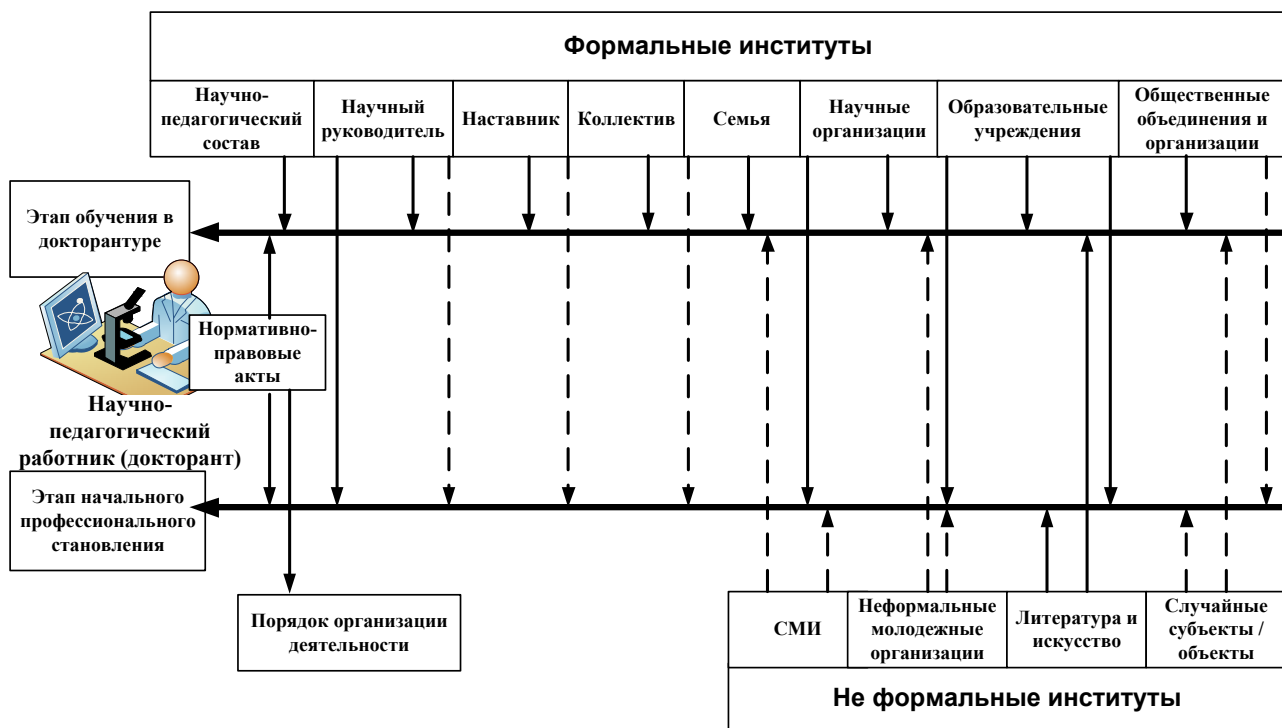 Формальные институты
Научно-
педагогический
состав
Научный
руководитель
Наставник
Коллектив
Семья
Научные
организации
Образовательные
учреждения
Общественные
объединения и
организации
Этап обучения в
докторантуре
Нормативно-
правовые
акты
Научно-
педагогический
работник (докторант)
Этап начального
профессионального
становления
Порядок организации
деятельности
СМИ
Неформальные
молодежные
организации
Литература и
искусство
Случайные
субъекты /
объекты
Не формальные институты